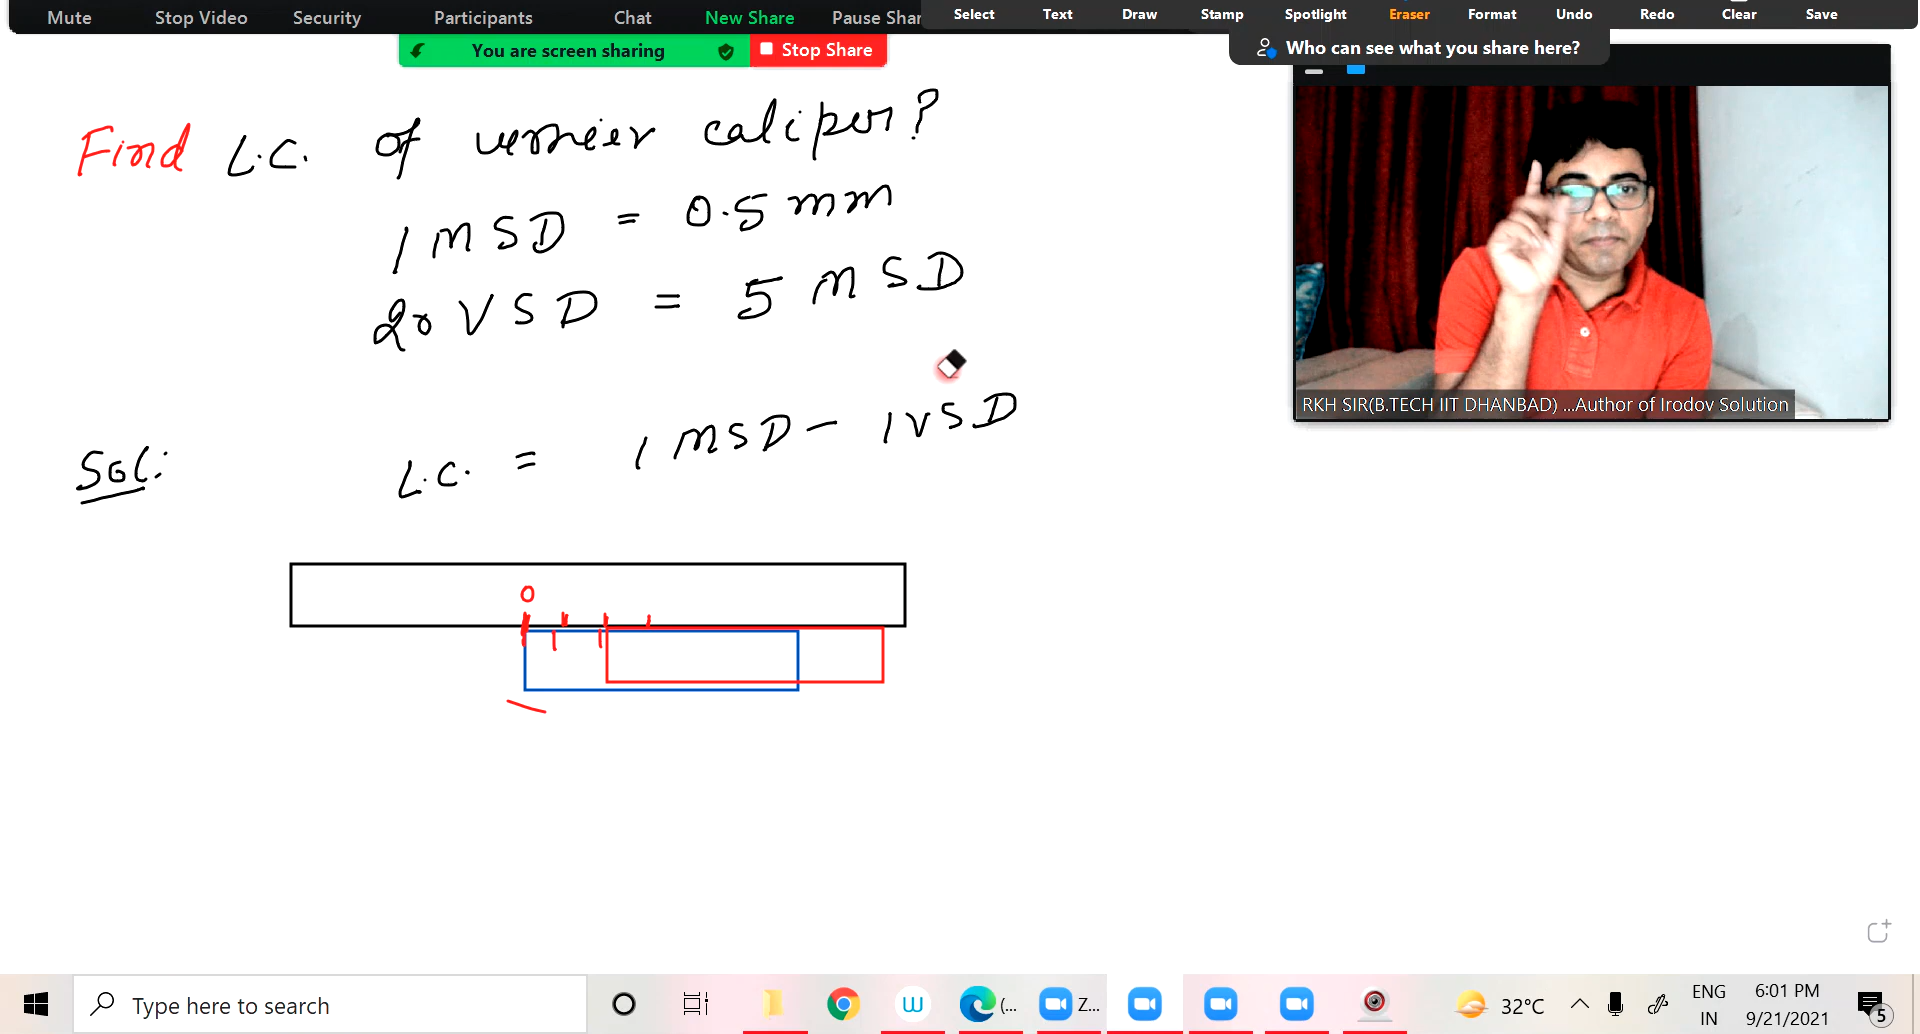 Mute Stop Video Security Participants Chat New Share Pause Shar Select Text Draw Stamp Spotlight Eraser Format Undo Redo Clear Save
You are screen sharing Stop Share Who can see what you share here?
Find L.C. of vernier caliper?
1 MSD = 0.5 mm
20 VSD = 5 MSD
RKH SIR(B.TECH IIT DHANBAD) ...Author of Irodov Solution
Sol: L.C. = 1 MSD - 1 VSD
0
Type here to search
(...
Z...
32°C
ENG
IN
6:01 PM
9/21/2021
5